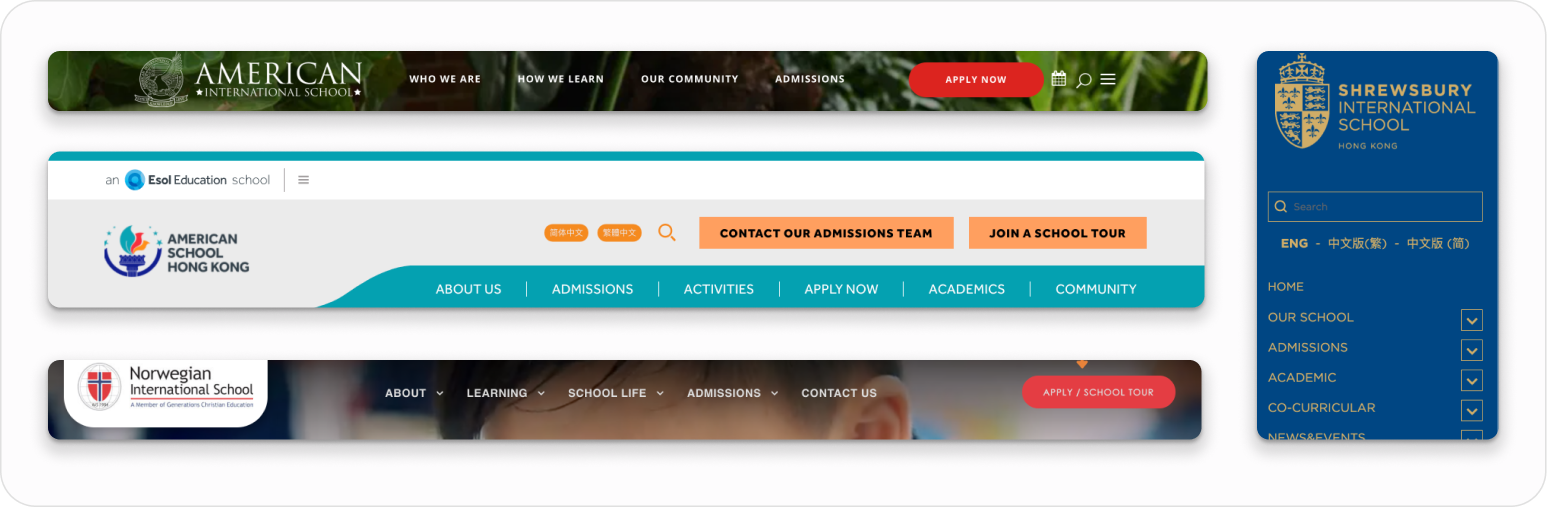 AMERICAN
INTERNATIONAL SCHOOL
WHO WE ARE
HOW WE LEARN
OUR COMMUNITY
ADMISSIONS
APPLY NOW
an Esol Education school
AMERICAN
SCHOOL
HONG KONG
简体中文
繁體中文
CONTACT OUR ADMISSIONS TEAM
JOIN A SCHOOL TOUR
ABOUT US
ADMISSIONS
ACTIVITIES
APPLY NOW
ACADEMICS
COMMUNITY
Norwegian
International School
A Member of Generations Christian Education
ABOUT
LEARNING
SCHOOL LIFE
ADMISSIONS
CONTACT US
APPLY / SCHOOL TOUR
SHREWSBURY
INTERNATIONAL
SCHOOL
HONG KONG
Search
ENG - 中文版(繁) - 中文版 (简)
HOME
OUR SCHOOL
ADMISSIONS
ACADEMIC
CO-CURRICULAR
NEWS&EVENTS